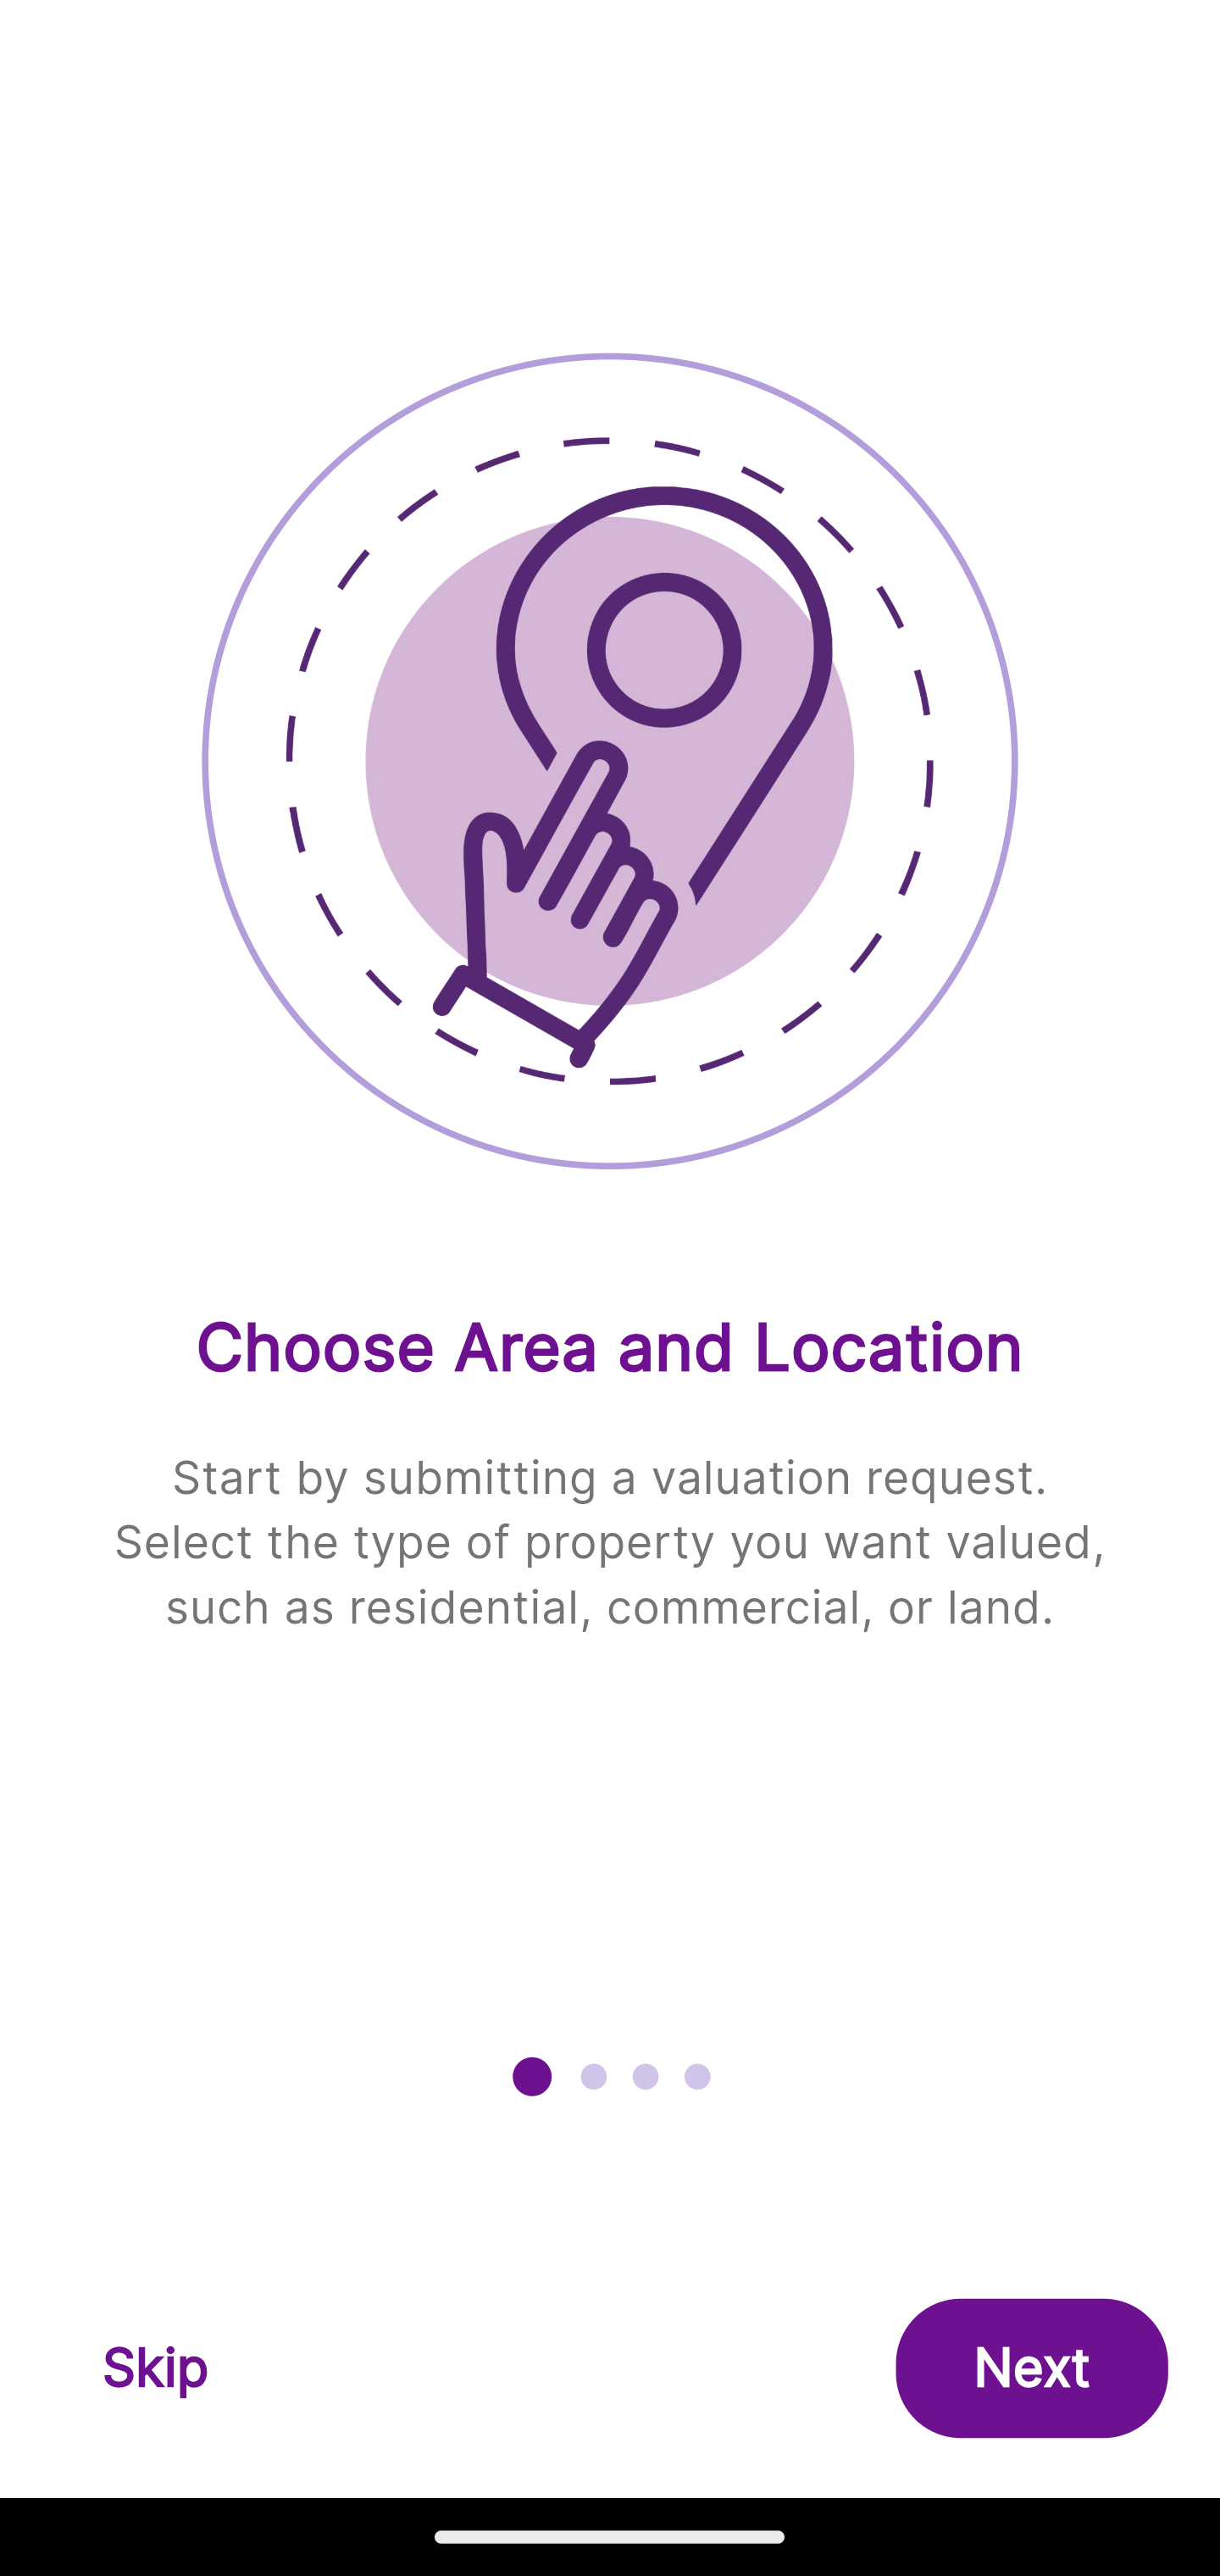 Choose Area and Location
Start by submitting a valuation request.
Select the type of property you want valued,
such as residential, commercial, or land.
Skip
Next